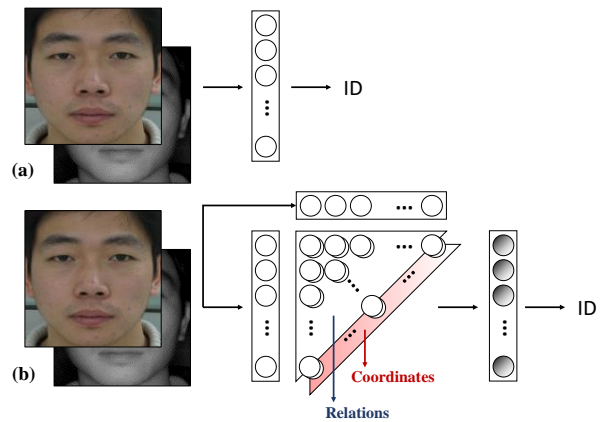 ID
(a)
ID
(b)
Coordinates
Relations